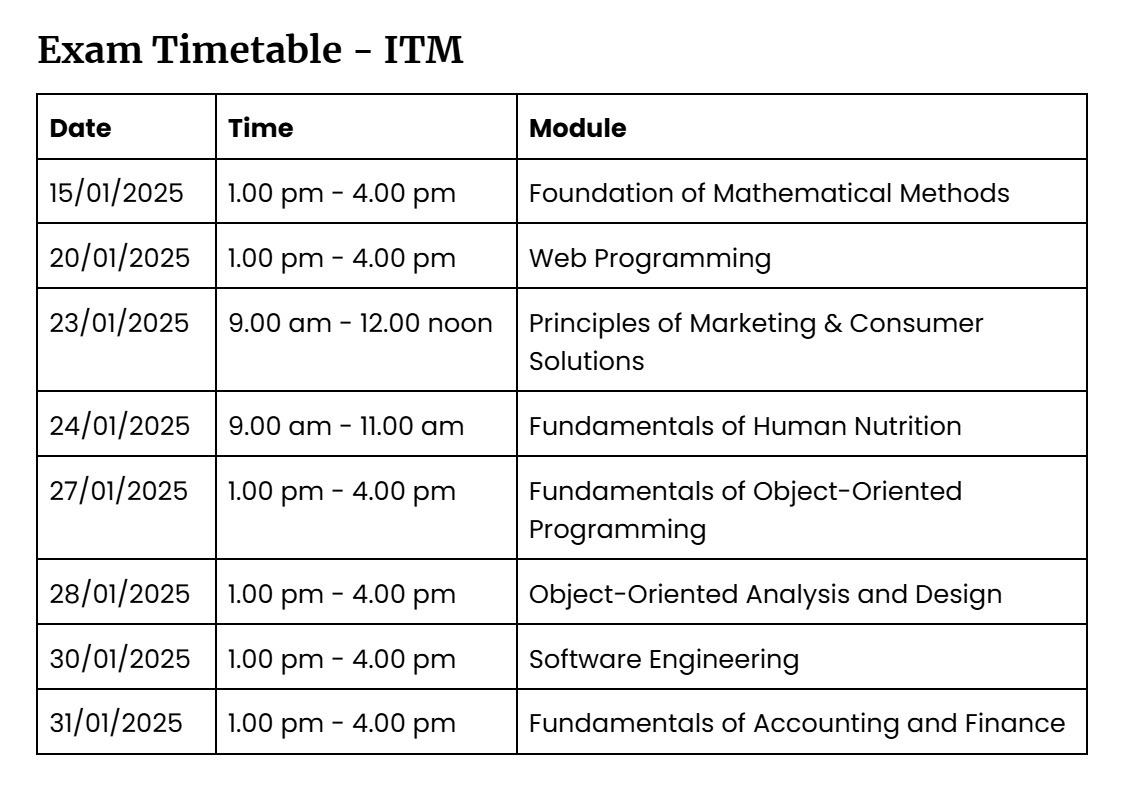 Exam Timetable - ITM
Date Time Module
15/01/2025 1.00 pm - 4.00 pm Foundation of Mathematical Methods
20/01/2025 1.00 pm - 4.00 pm Web Programming
23/01/2025 9.00 am - 12.00 noon Principles of Marketing & Consumer
Solutions
24/01/2025 9.00 am - 11.00 am Fundamentals of Human Nutrition
27/01/2025 1.00 pm - 4.00 pm Fundamentals of Object-Oriented
Programming
28/01/2025 1.00 pm - 4.00 pm Object-Oriented Analysis and Design
30/01/2025 1.00 pm - 4.00 pm Software Engineering
31/01/2025 1.00 pm - 4.00 pm Fundamentals of Accounting and Finance